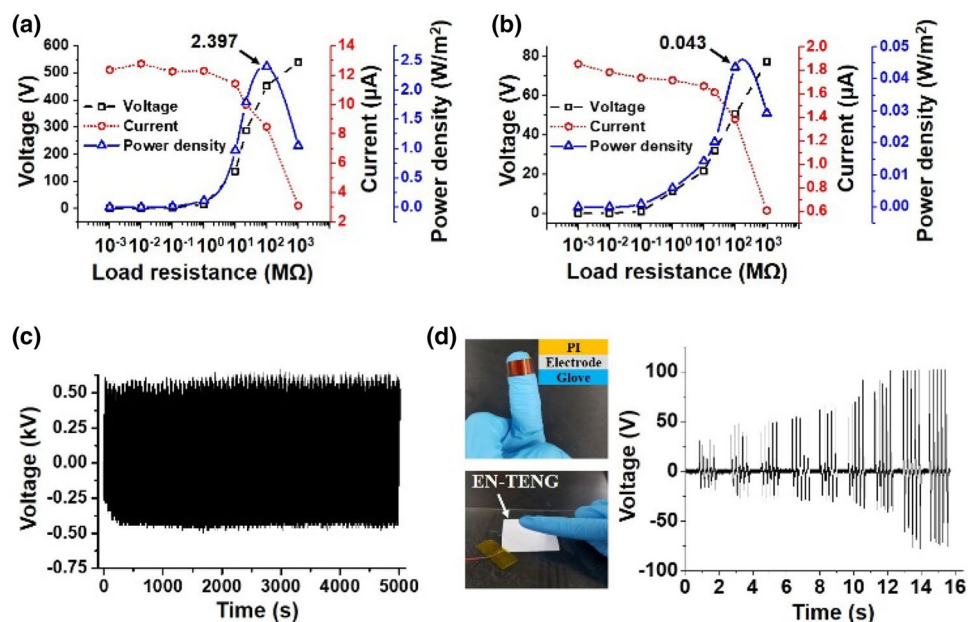 (a)
2.397
600
500
400
300
200
100
0
Voltage (V)
14
12
10
8
6
4
2
Current (μA)
2.5
2.0
1.5
1.0
0.5
0.0
Power density (W/m²)
Voltage
Current
Power density
10⁻³ 10⁻² 10⁻¹ 10⁰ 10¹ 10² 10³
Load resistance (MΩ)
(b)
0.043
80
60
40
20
0
Voltage (V)
2.0
1.8
1.6
1.4
1.2
1.0
0.8
0.6
Current (μA)
0.05
0.04
0.03
0.02
0.01
0.00
Power density (W/m²)
Voltage
Current
Power density
10⁻³ 10⁻² 10⁻¹ 10⁰ 10¹ 10² 10³
Load resistance (MΩ)
(c)
0.50
0.25
0.00
-0.25
-0.50
-0.75
Voltage (kV)
0 1000 2000 3000 4000 5000
Time (s)
(d)
PI
Electrode
Glove
EN-TENG
100
50
0
-50
-100
Voltage (V)
0 2 4 6 8 10 12 14 16
Time (s)